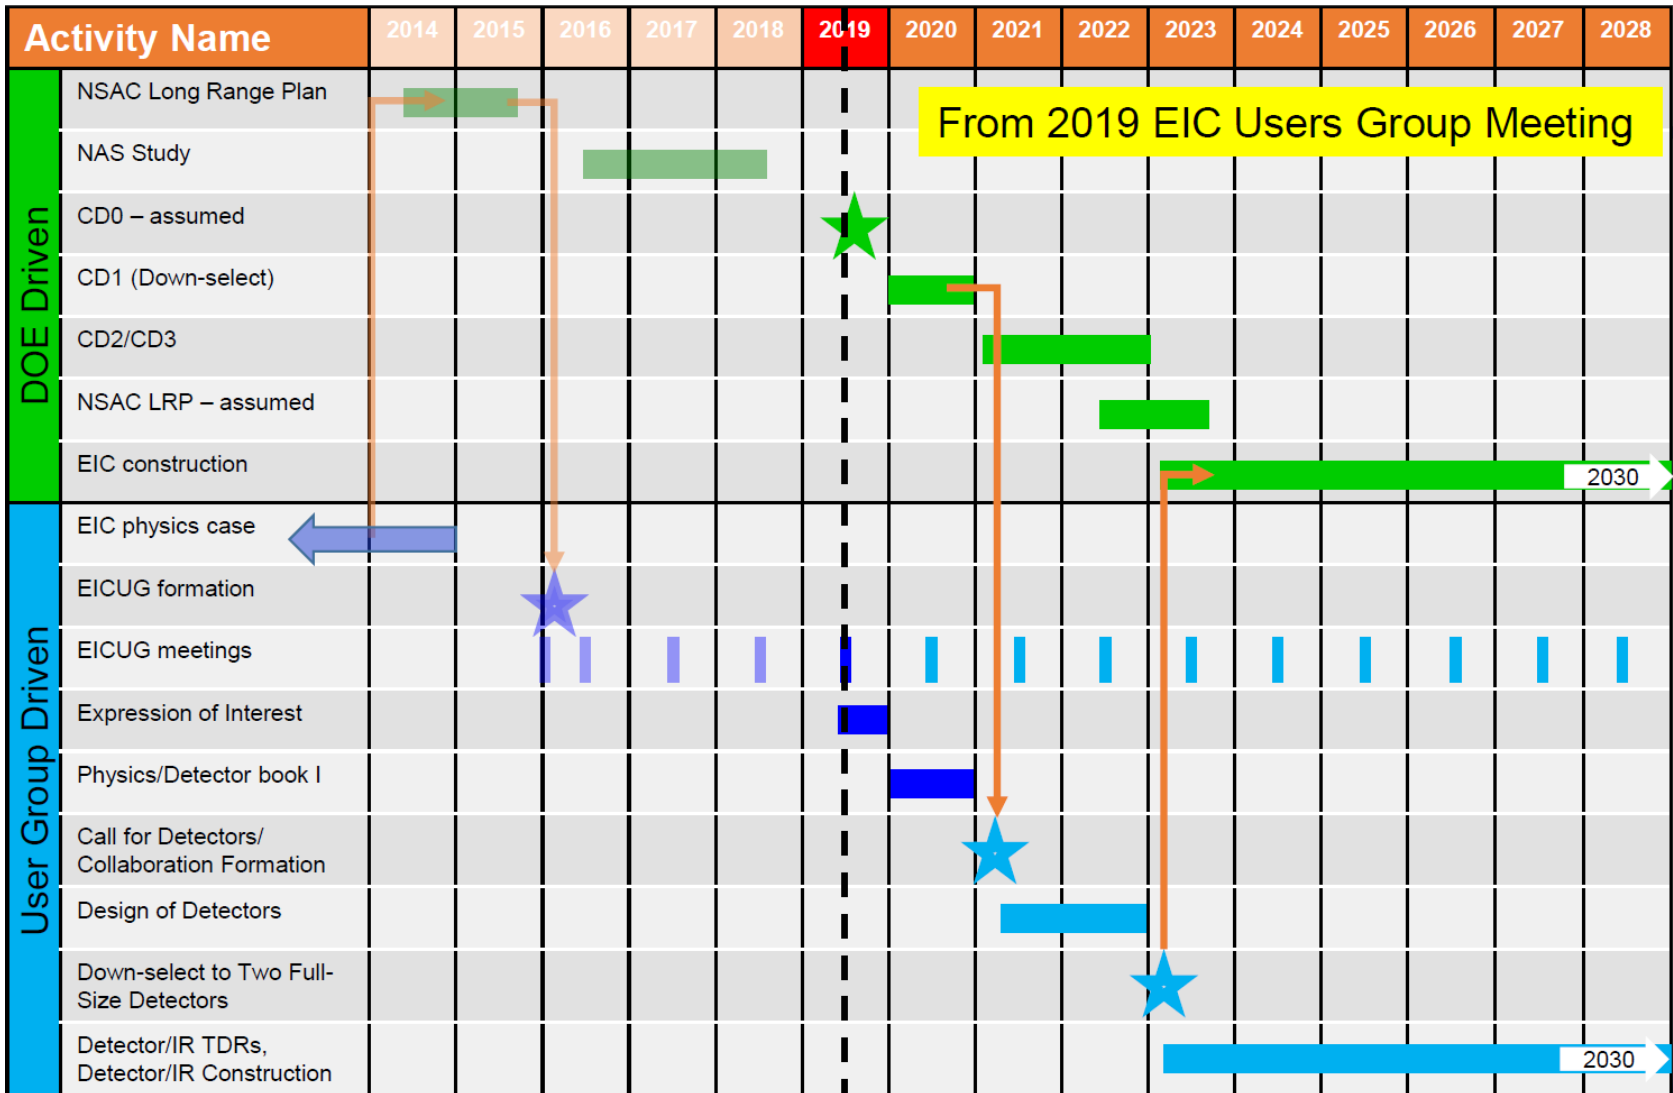 Activity Name 2014 2015 2016 2017 2018 2019 2020 2021 2022 2023 2024 2025 2026 2027 2028
DOE Driven
NSAC Long Range Plan
From 2019 EIC Users Group Meeting
NAS Study
CD0 – assumed
CD1 (Down-select)
CD2/CD3
NSAC LRP – assumed
EIC construction
2030
User Group Driven
EIC physics case
EICUG formation
EICUG meetings
Expression of Interest
Physics/Detector book I
Call for Detectors/
Collaboration Formation
Design of Detectors
Down-select to Two Full-
Size Detectors
Detector/IR TDRs,
Detector/IR Construction
2030